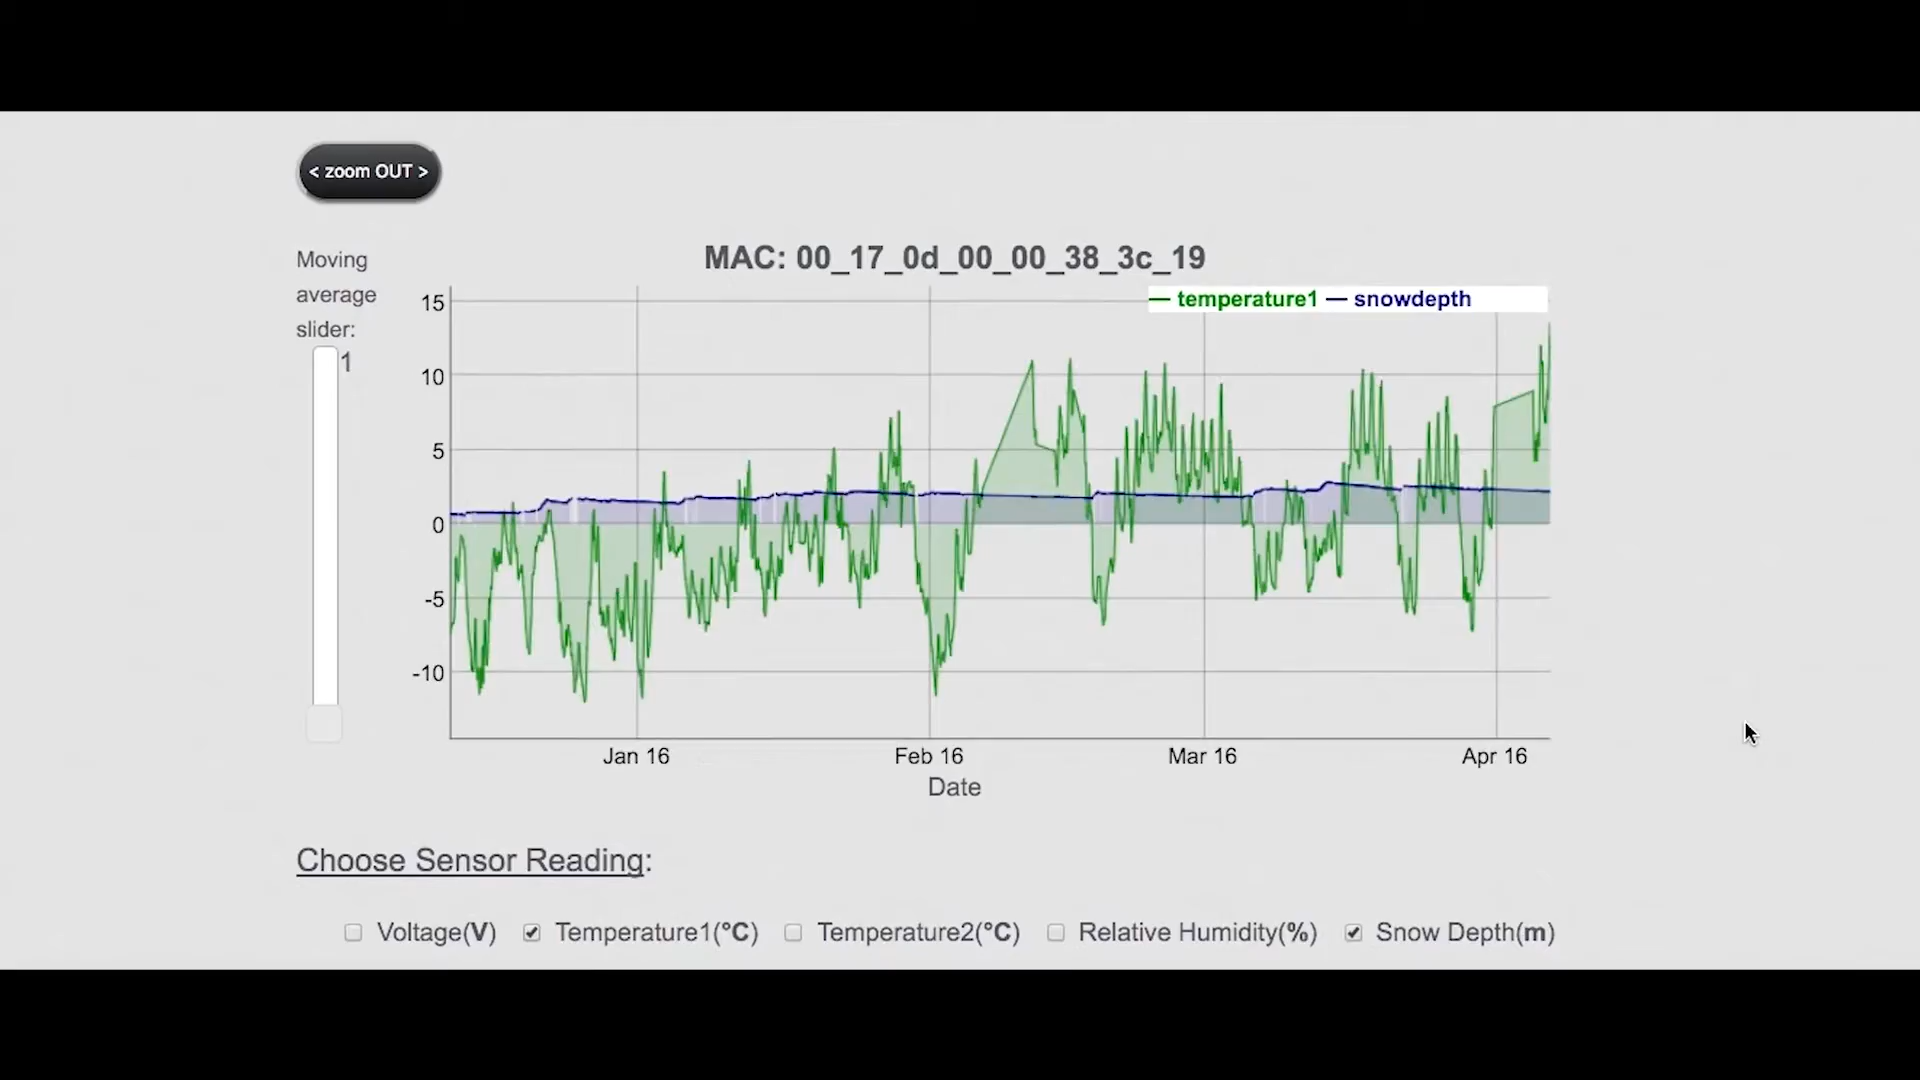 < zoom OUT >
Moving
average
slider:
1
MAC: 00_17_0d_00_00_38_3c_19
temperature1 snowdepth
15
10
5
0
-5
-10
Jan 16 Feb 16 Mar 16 Apr 16
Date
Choose Sensor Reading:
Voltage(V) Temperature1(°C) Temperature2(°C) Relative Humidity(%) Snow Depth(m)